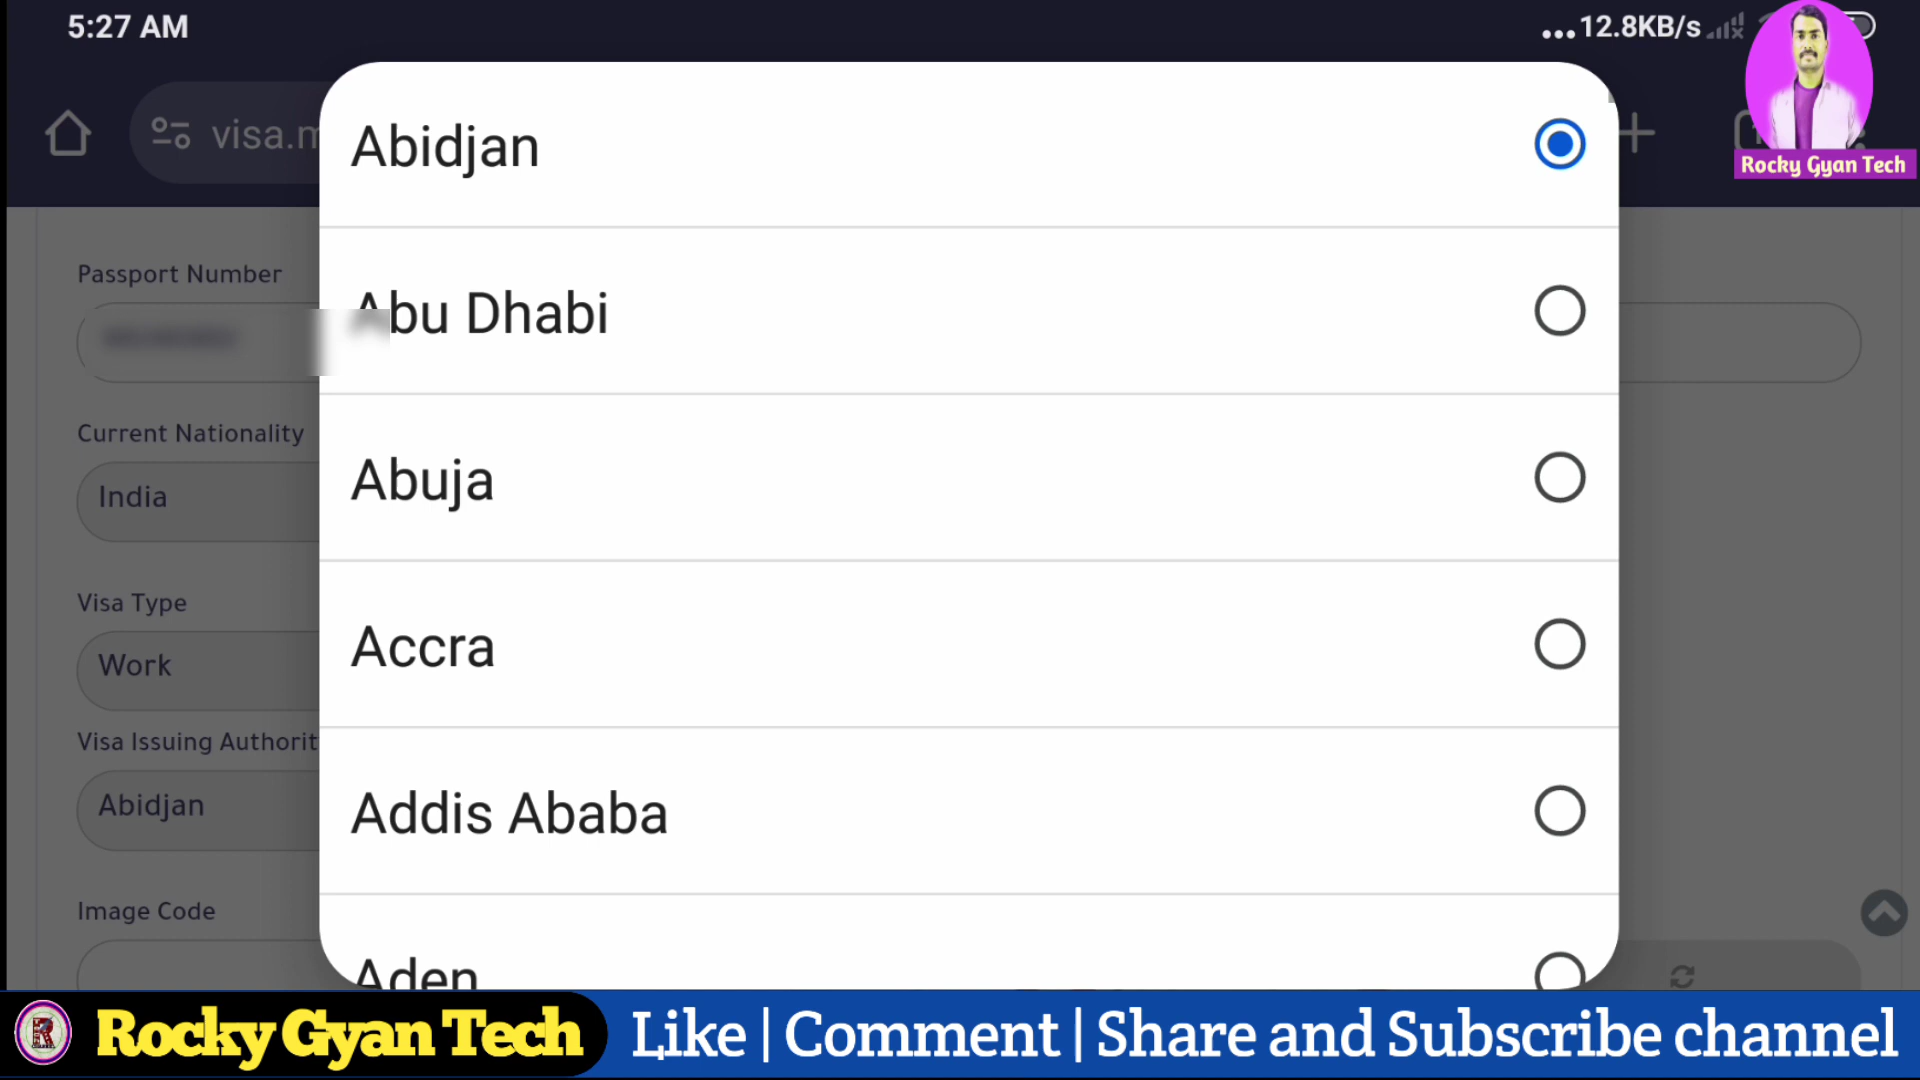 5:27 AM
...12.8KB/s
visa.m
Rocky Gyan Tech
Abidjan
Abu Dhabi
Abuja
Accra
Addis Ababa
Aden
Passport Number
Current Nationality
India
Visa Type
Work
Visa Issuing Authorit
Abidjan
Image Code
Rocky Gyan Tech
Like | Comment | Share and Subscribe channel